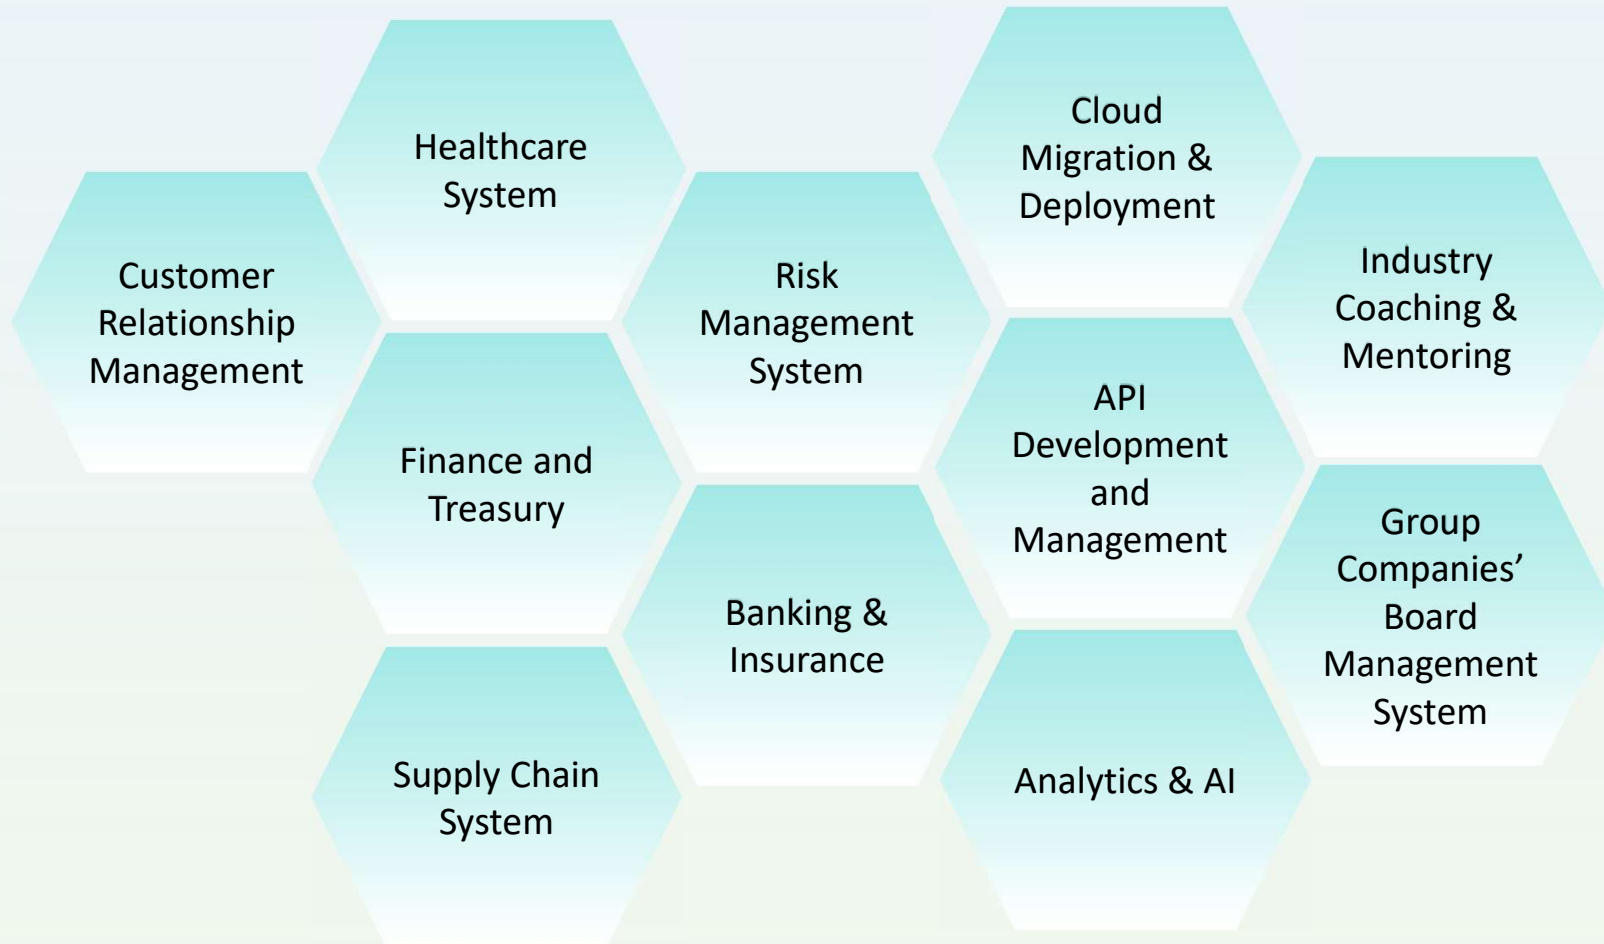 Healthcare
System
Cloud
Migration &
Deployment
Customer
Relationship
Management
Risk
Management
System
Industry
Coaching &
Mentoring
Finance and
Treasury
API
Development
and
Management
Banking &
Insurance
Group
Companies’
Board
Management
System
Supply Chain
System
Analytics & AI